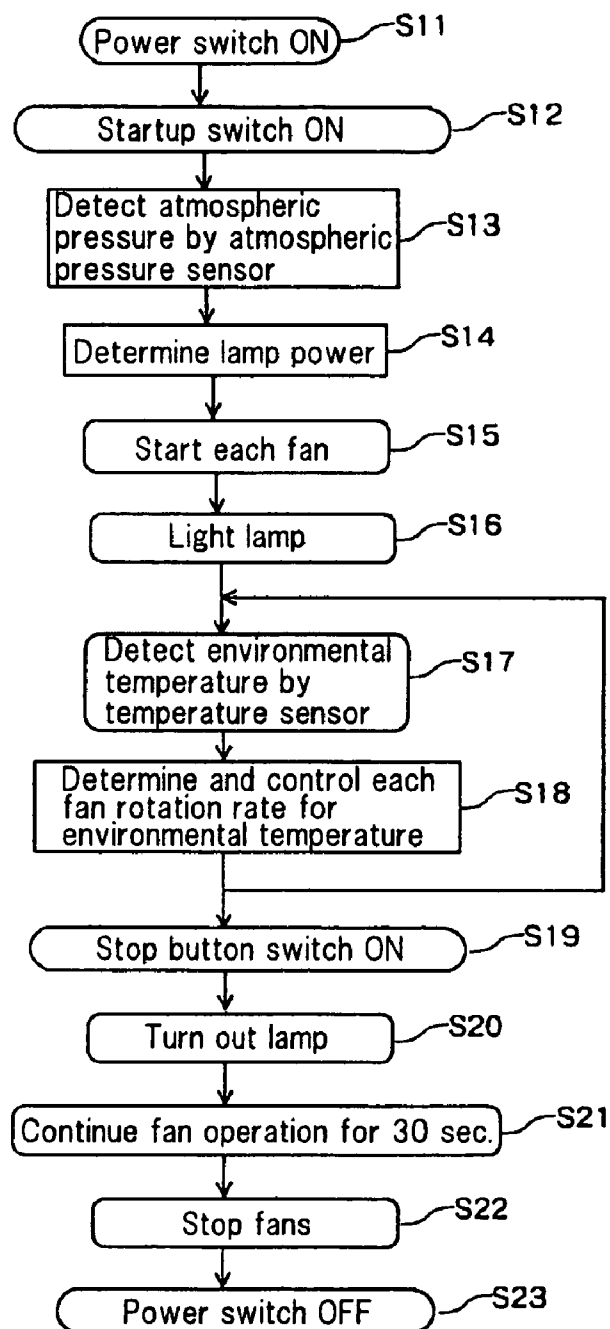 Power switch ON
S11
Startup switch ON
S12
Detect atmospheric
pressure by atmospheric
pressure sensor
S13
Determine lamp power
S14
Start each fan
S15
Light lamp
S16
Detect environmental
temperature by
temperature sensor
S17
Determine and control each
fan rotation rate for
environmental temperature
S18
Stop button switch ON
S19
Turn out lamp
S20
Continue fan operation for 30 sec.
S21
Stop fans
S22
Power switch OFF
S23